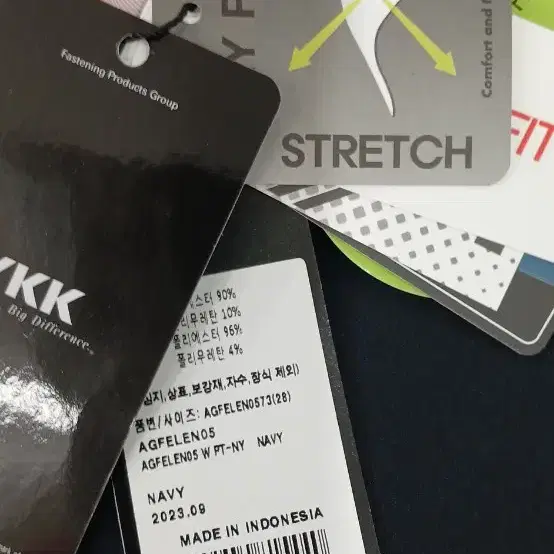 Fastening Products Group
Y F
Comfort and f
STRETCH
FIT
YKK
Big Difference.
에스터 90%
리우레탄 10%
폴리에스터 96%
폴리우레탄 4%
심지,상표,보강재,자수,장식 제외)
품번/사이즈: AGFELEN0573(28)
AGFELEN05
AGFELEN05 W PT-NY NAVY
NAVY
2023.09
MADE IN INDONESIA